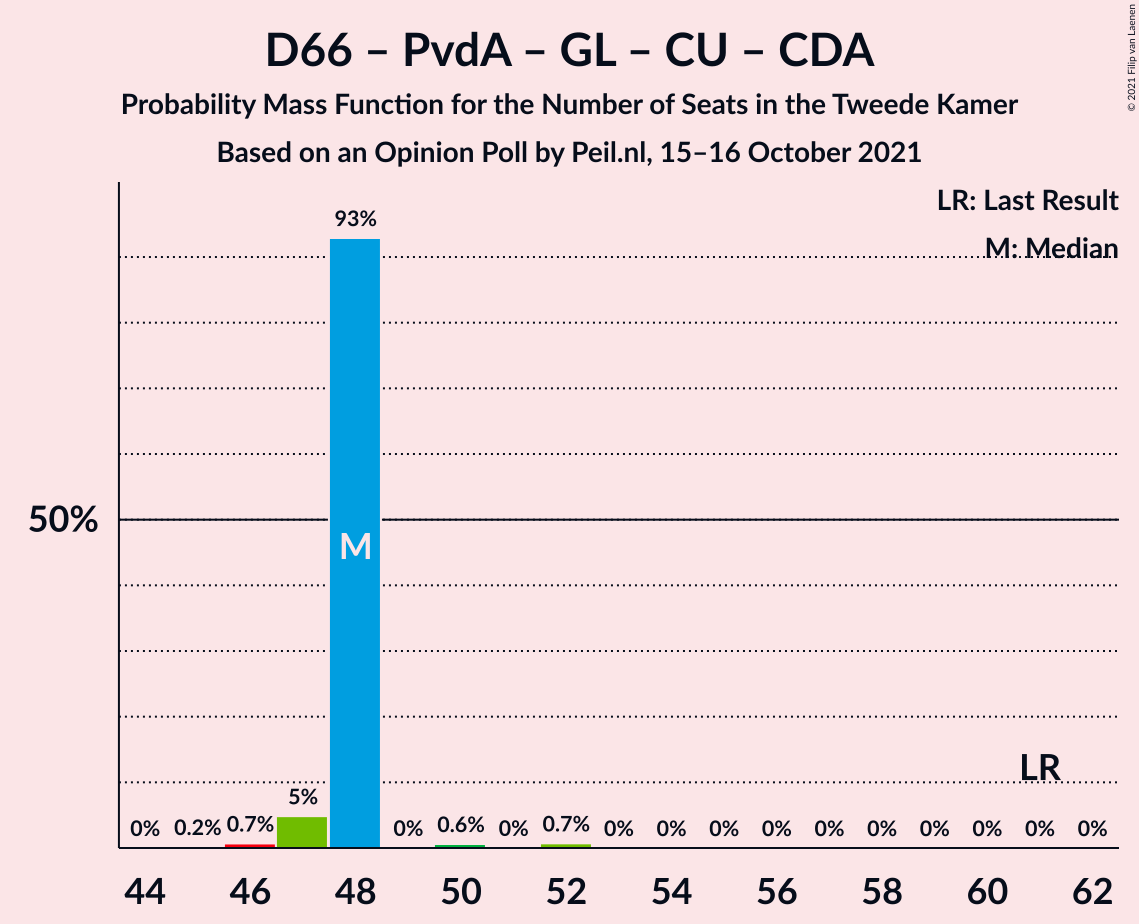 D66 – PvdA – GL – CU – CDA
Probability Mass Function for the Number of Seats in the Tweede Kamer
Based on an Opinion Poll by Peil.nl, 15–16 October 2021
© 2021 Filip van Laenen
LR: Last Result
M: Median
93%
50%
M
LR
5%
0% 0.2% 0.7% 0% 0.6% 0% 0.7% 0% 0% 0% 0% 0% 0% 0% 0% 0% 0%
44 46 48 50 52 54 56 58 60 62